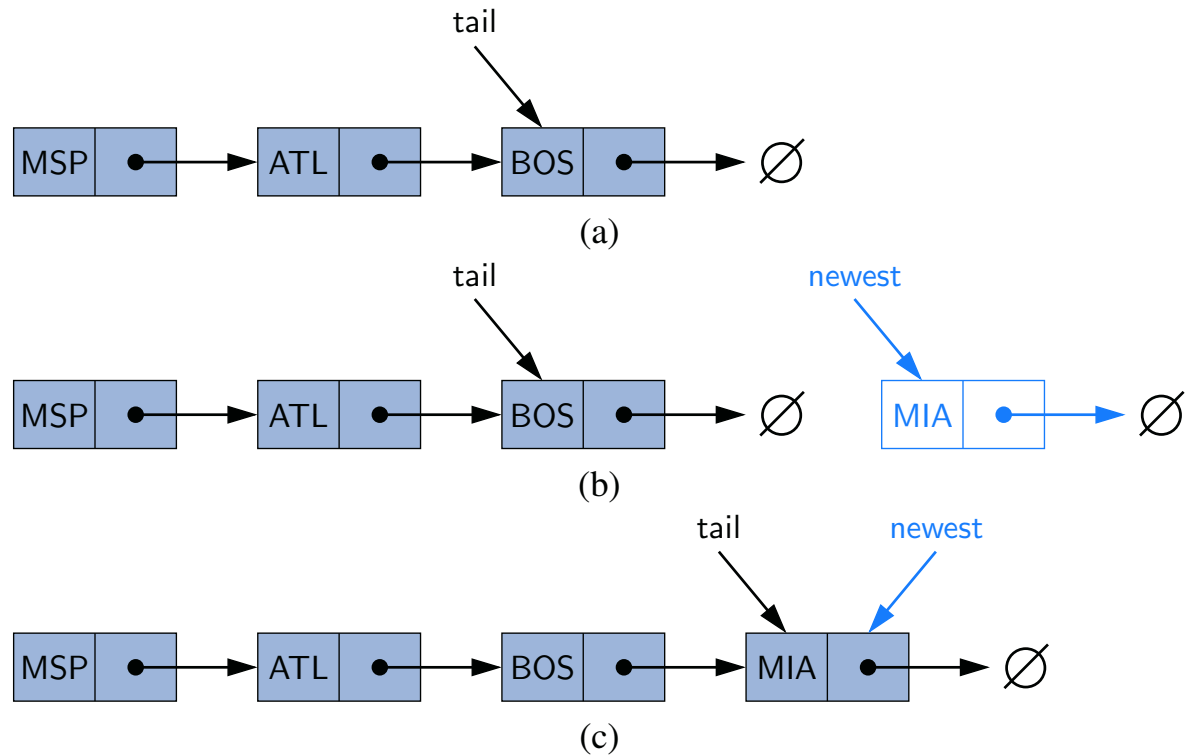 tail
MSP ATL BOS ∅
(a)
tail newest
MSP ATL BOS ∅ MIA ∅
(b)
tail newest
MSP ATL BOS MIA ∅
(c)